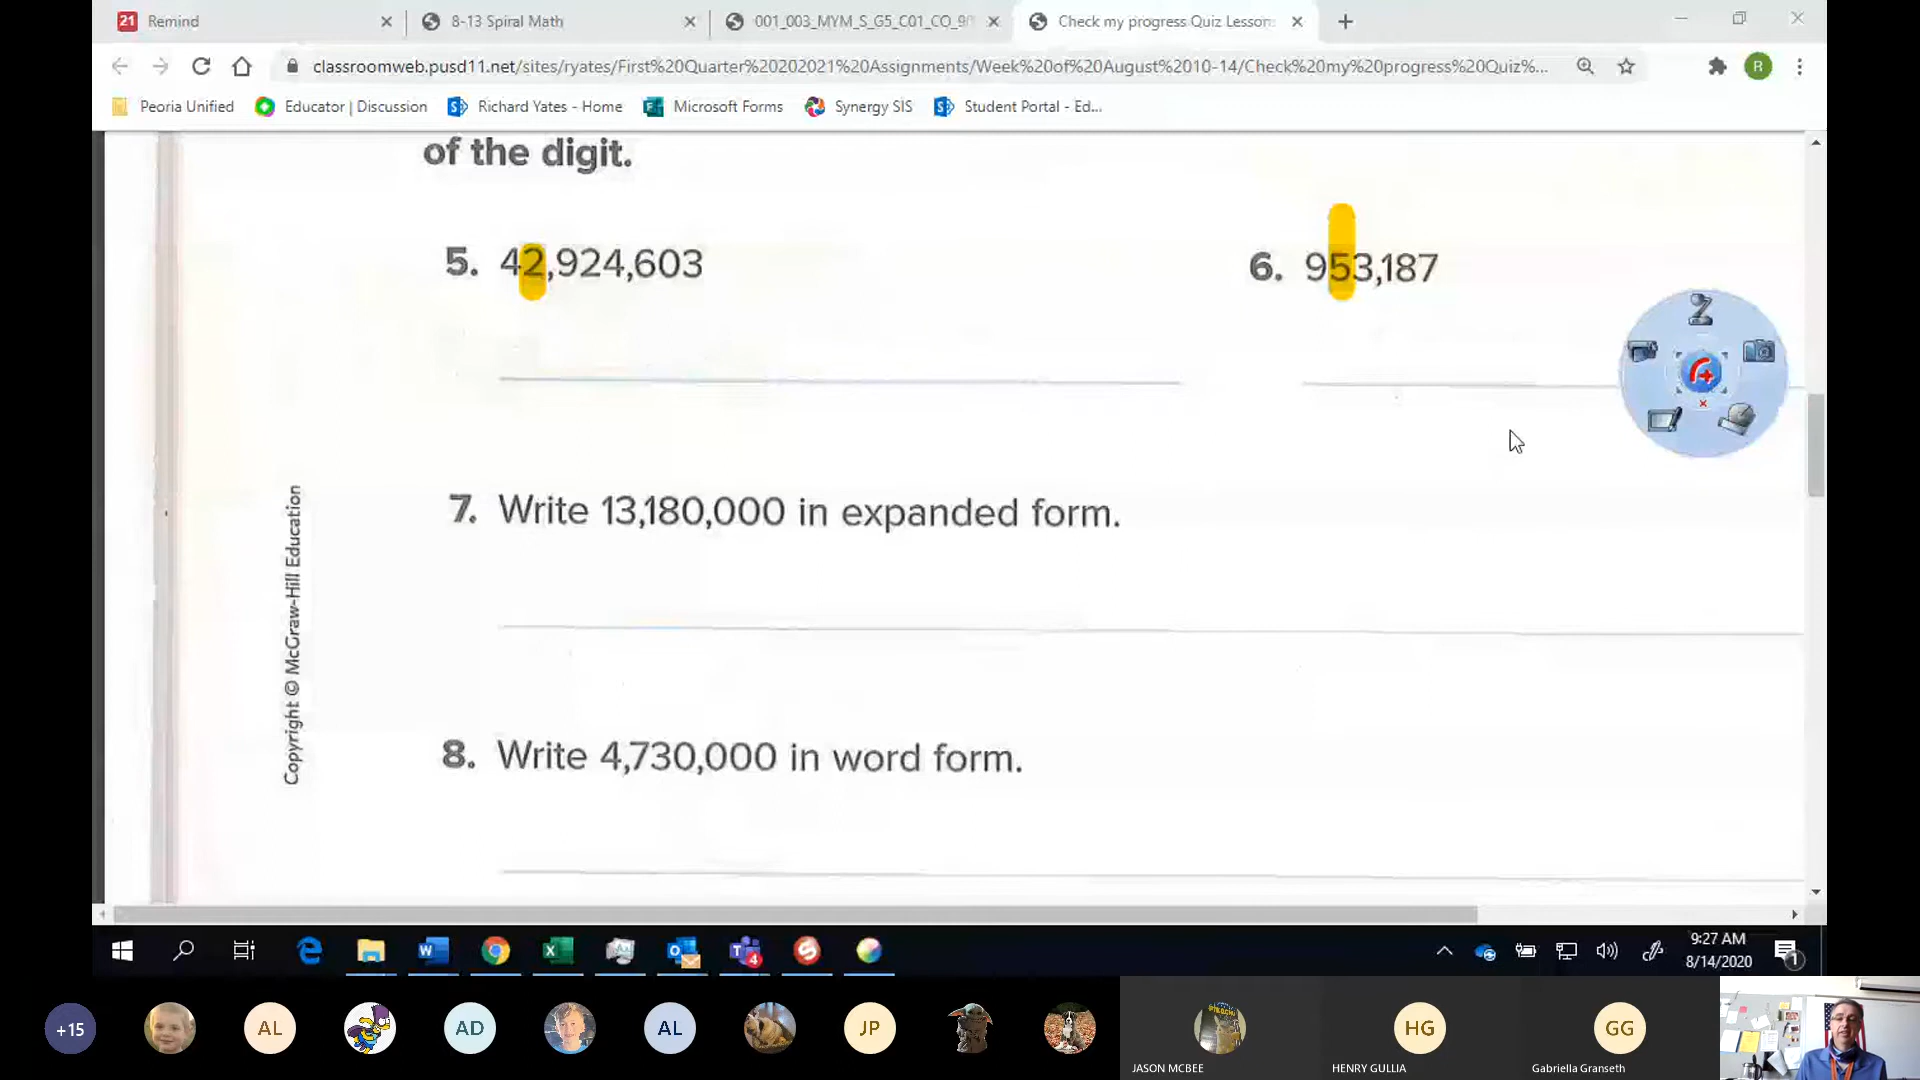 Remind
8-13 Spiral Math
001_003_MYM_S_G5_C01_CO_9
Check my progress Quiz Lesson
classroomweb.pusd11.net/sites/ryates/First%20Quarter%20202021%20Assignments/Week%20of%20August%2010-14/Check%20my%20progress%20Quiz%...
R
Peoria Unified
Educator | Discussion
Richard Yates - Home
Microsoft Forms
Synergy SIS
Student Portal - Ed...
of the digit.
5. 42,924,603
6. 953,187
7. Write 13,180,000 in expanded form.
8. Write 4,730,000 in word form.
Copyright © McGraw-Hill Education
9:27 AM
8/14/2020
+15
AL
AD
AL
JP
HG
GG
JASON MCBEE
HENRY GULLIA
Gabriella Granseth